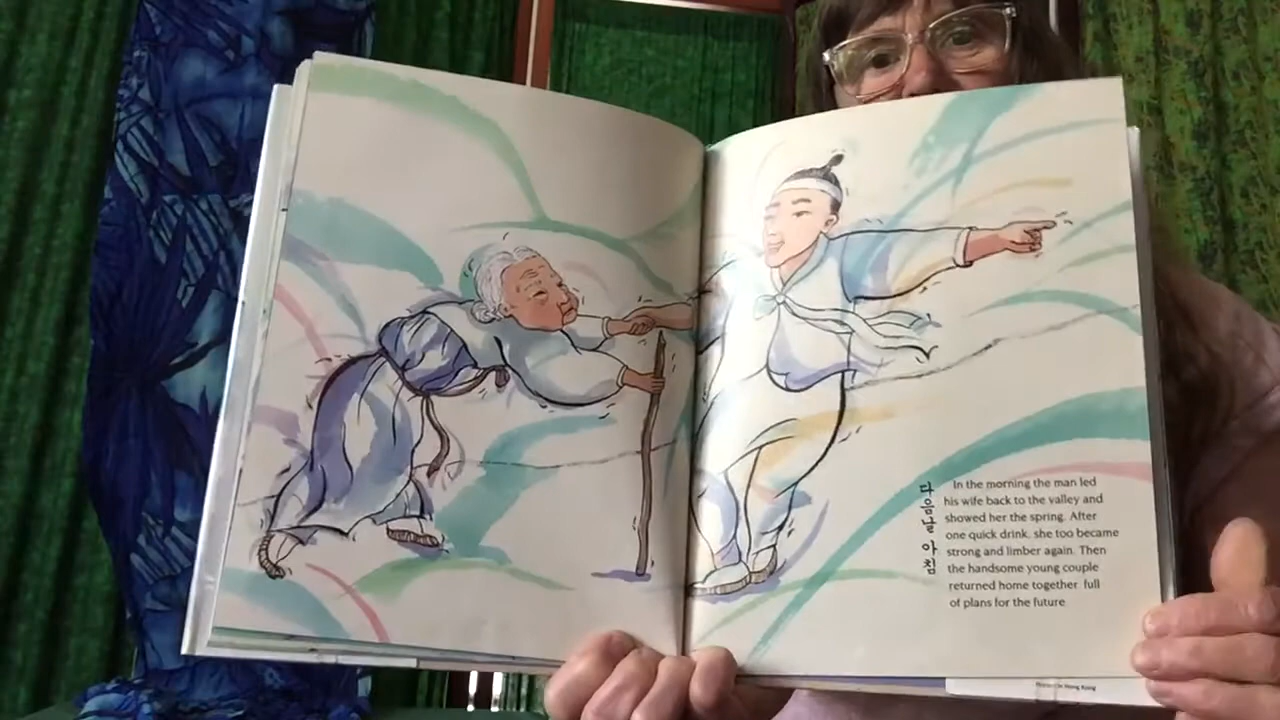 다음날 아침
In the morning the man led
his wife back to the valley and
showed her the spring. After
one quick drink, she too became
strong and limber again. Then
the handsome young couple
returned home together full
of plans for the future
Hong Kong